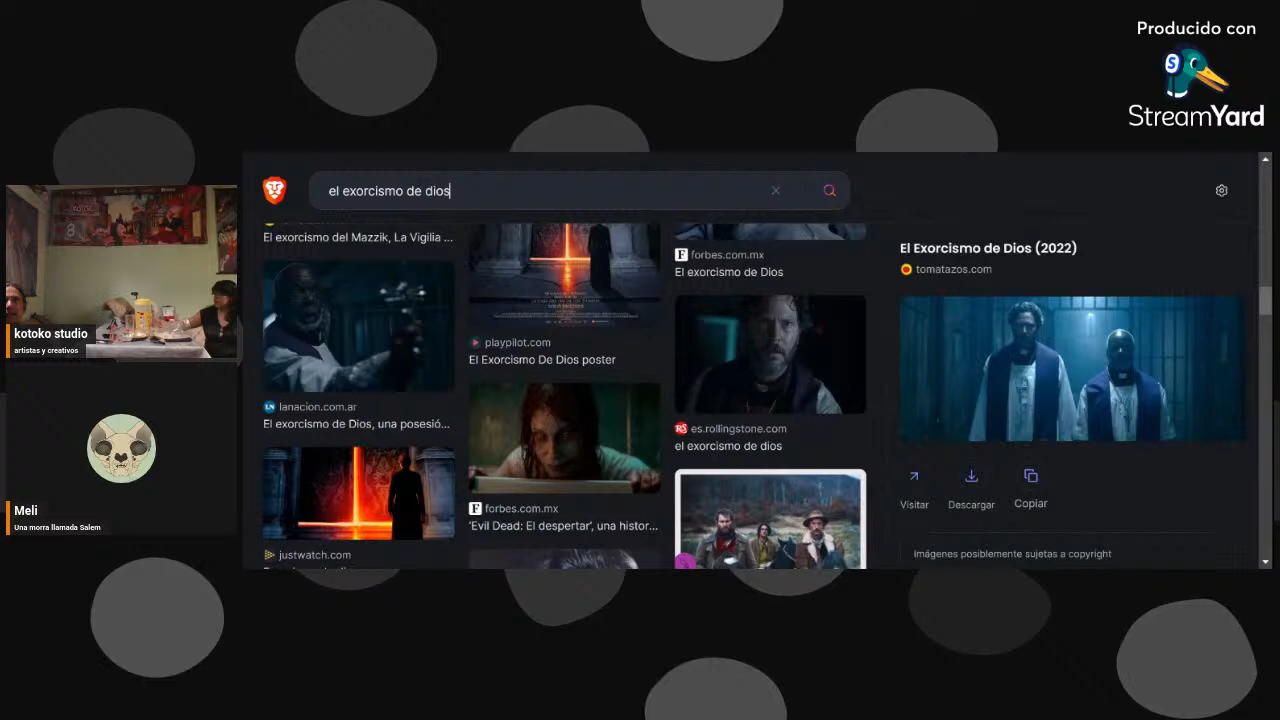 Producido con
StreamYard
el exorcismo de dios
El exorcismo del Mazzik, La Vigilia ...
lanacion.com.ar
El exorcismo de Dios, una posesió...
justwatch.com
playpilot.com
El Exorcismo De Dios poster
forbes.com.mx
'Evil Dead: El despertar', una histor...
forbes.com.mx
El exorcismo de Dios
es.rollingstone.com
el exorcismo de dios
El Exorcismo de Dios (2022)
tomatazos.com
Visitar
Descargar
Copiar
Imágenes posiblemente sujetas a copyright
kotoko studio
artistas y creativos
Meli
Una morra llamada Salem